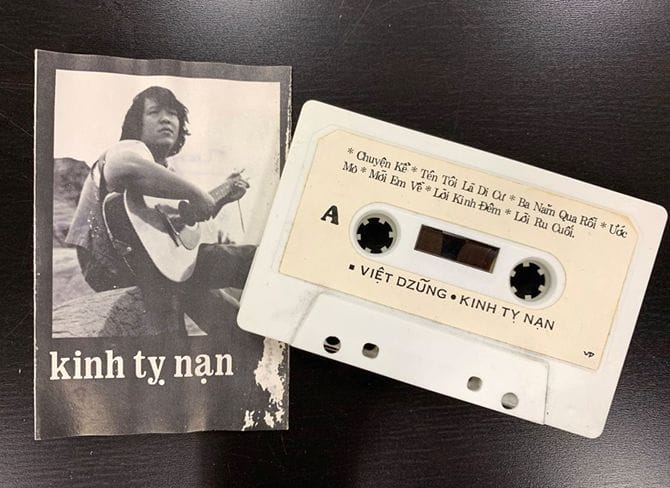 kinh tỵ nạn
* Chuyện Kể * Tên Tôi Là Di Cư * Ba Năm Qua Rồi * Ước
Mơ * Mời Em Về * Lời Kinh Đêm * Lời Ru Cuối.
A
▪ VIỆT DZŨNG • KINH TỴ NẠN
VD